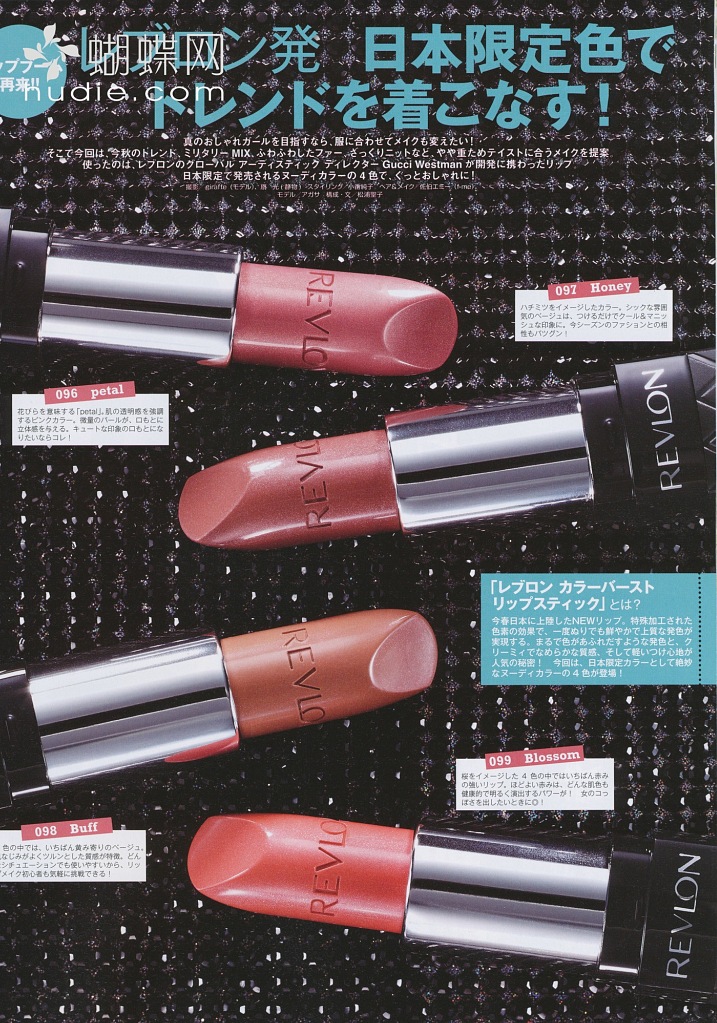 レブロン発 日本限定色で
トレンドを着こなす!
再来!!
蝴蝶网
hudie.com
真のおしゃれガールを目指すなら、服に合わせてメイクも変えたい!
そこで今回は、今秋のトレンド、ミリタリーMIX、ふわふわしたファー、ざっくりニットなど、やや重ためテイストに合うメイクを提案。
使ったのは、レブロンのグローバル アーティスティック ディレクター Gucci Westman が開発に携わったリップ。
日本限定で発売されるヌーディカラーの4色で、ぐっとおしゃれに!
モデル/アガサ 構成・文/松浦聖子
REVLON
097 Honey
ハチミツをイメージしたカラー。シックな雰囲
気のベージュは、つけるだけでクール&マニッ
シュな印象に。今シーズンのファッションとの相
性もバツグン!
096 petal
花びらを意味する「petal」。肌の透明感を強調
するピンクカラー。微量のパールが、口もとに
立体感を与える。キュートな印象の口もとにな
りたいならコレ!
REVLON
REVLON
「レブロン カラーバースト
リップスティック」とは?
今春日本に上陸したNEWリップ。特殊加工された
色素の効果で、一度ぬりでも鮮やかで上質な発色が
実現する。まるで色があふれだすような発色と、ク
リーミィでなめらかな質感、そして軽いつけ心地が
人気の秘密! 今回は、日本限定カラーとして絶妙
なヌーディカラーの4色が登場!
REVLON
099 Blossom
桜をイメージした 4 色の中ではいちばん赤み
の強いリップ。ほどよい赤みは、どんな肌色も
健康的で明るく演出するパワーが! 女のコっ
ぽさを出したいときに◎!
098 Buff
色の中では、いちばん黄み寄りのベージュ。
なじみがよくツルンとした質感が特徴。どん
シチュエーションでも使いやすいから、リッ
メイク初心者も気軽に挑戦できる!
REVLON
REVLON